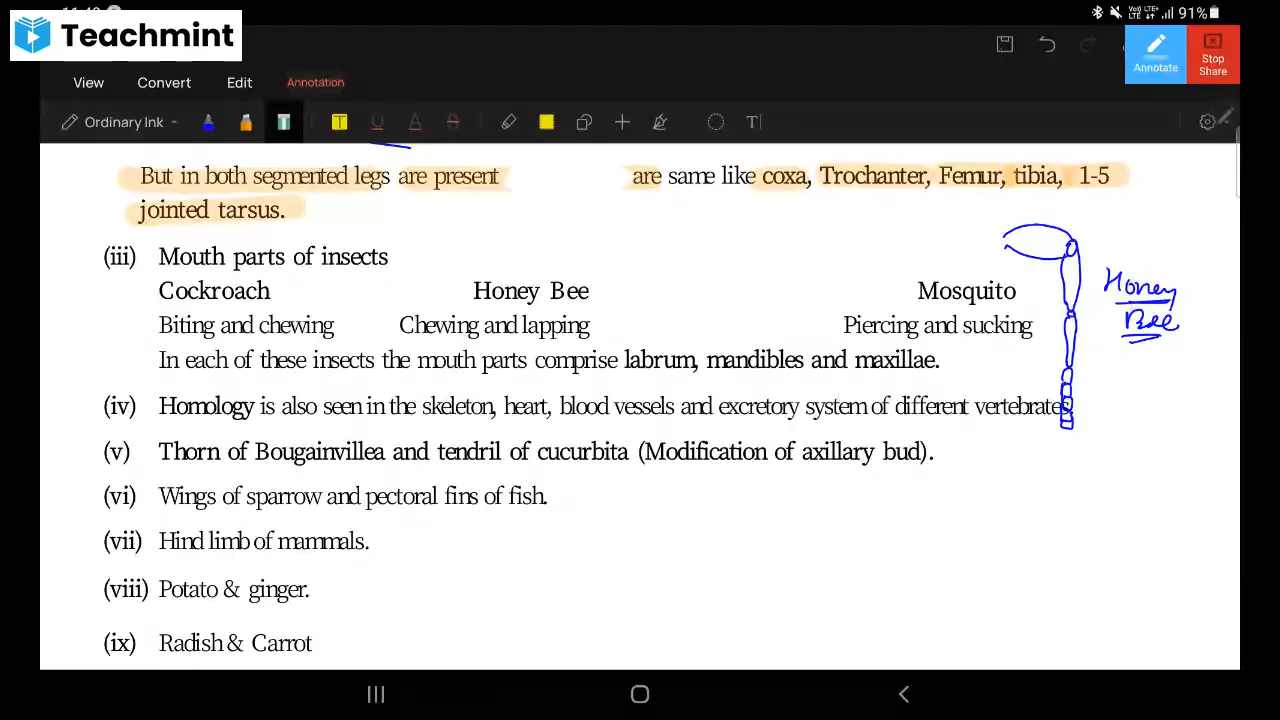 Teachmint
91%
View Convert Edit Annotation
Annotate
Stop Share
Ordinary Ink
But in both segmented legs are present are same like coxa, Trochanter, Femur, tibia, 1-5
jointed tarsus.
(iii) Mouth parts of insects
Cockroach Honey Bee Mosquito
Biting and chewing Chewing and lapping Piercing and sucking
In each of these insects the mouth parts comprise labrum, mandibles and maxillae.
Honey
Bee
(iv) Homology is also seen in the skeleton, heart, blood vessels and excretory system of different vertebrates.
(v) Thorn of Bougainvillea and tendril of cucurbita (Modification of axillary bud).
(vi) Wings of sparrow and pectoral fins of fish.
(vii) Hind limb of mammals.
(viii) Potato & ginger.
(ix) Radish & Carrot